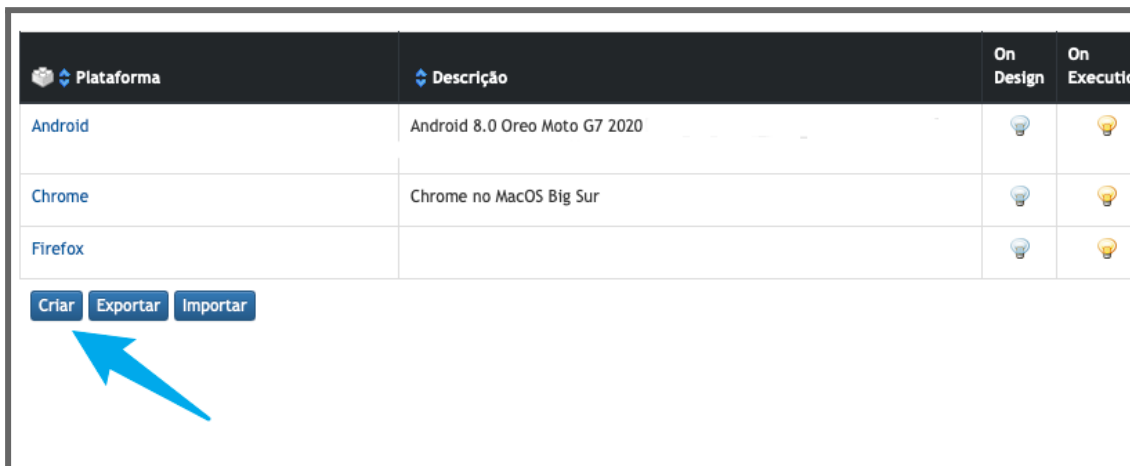 Plataforma Descrição On Design On
Android Android 8.0 Oreo Moto G7 2020
Chrome Chrome no MacOS Big Sur
Firefox
Criar Exportar Importar